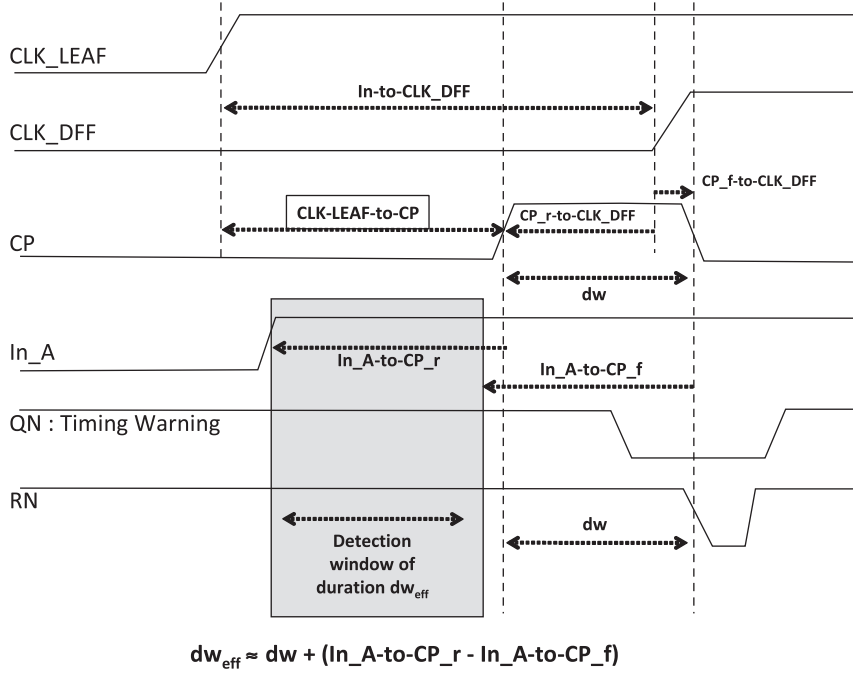 CLK_LEAF
In-to-CLK_DFF
CLK_DFF
CP_f-to-CLK_DFF
CLK-LEAF-to-CP
CP_r-to-CLK_DFF
CP
dw
In_A
In_A-to-CP_r
In_A-to-CP_f
QN : Timing Warning
RN
dw
Detection
window of
duration dweff
dweff ≈ dw + (In_A-to-CP_r - In_A-to-CP_f)